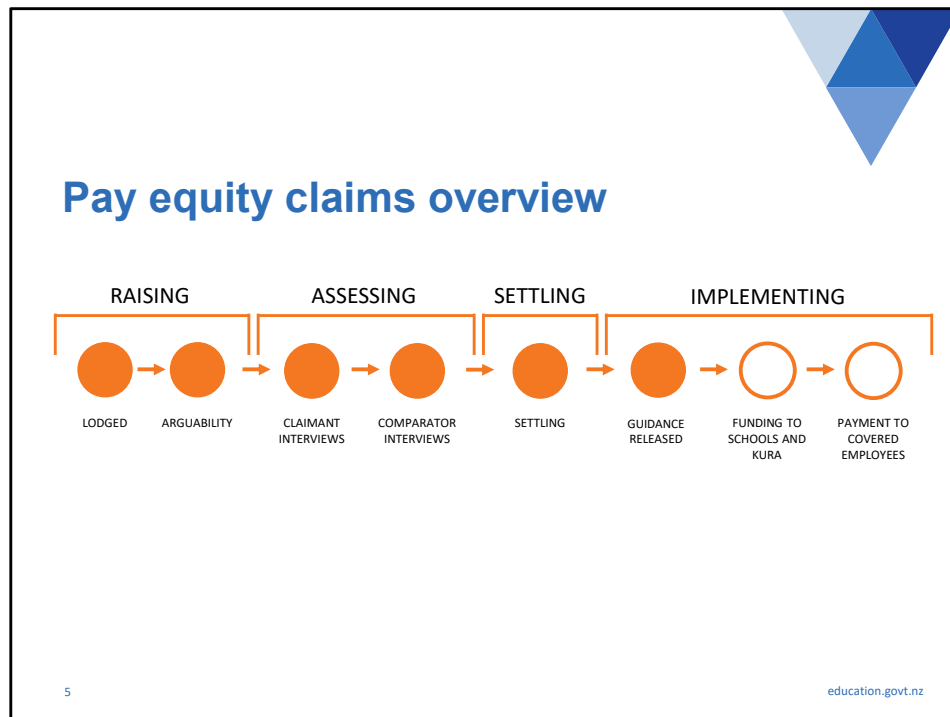 Pay equity claims overview
RAISING
ASSESSING
SETTLING
IMPLEMENTING
LODGED
ARGUABILITY
CLAIMANT
INTERVIEWS
COMPARATOR
INTERVIEWS
SETTLING
GUIDANCE
RELEASED
FUNDING TO
SCHOOLS AND
KURA
PAYMENT TO
COVERED
EMPLOYEES
5
education.govt.nz